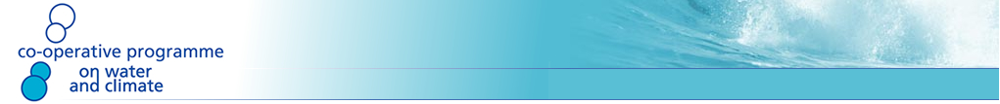 co-operative programme
on water
and climate